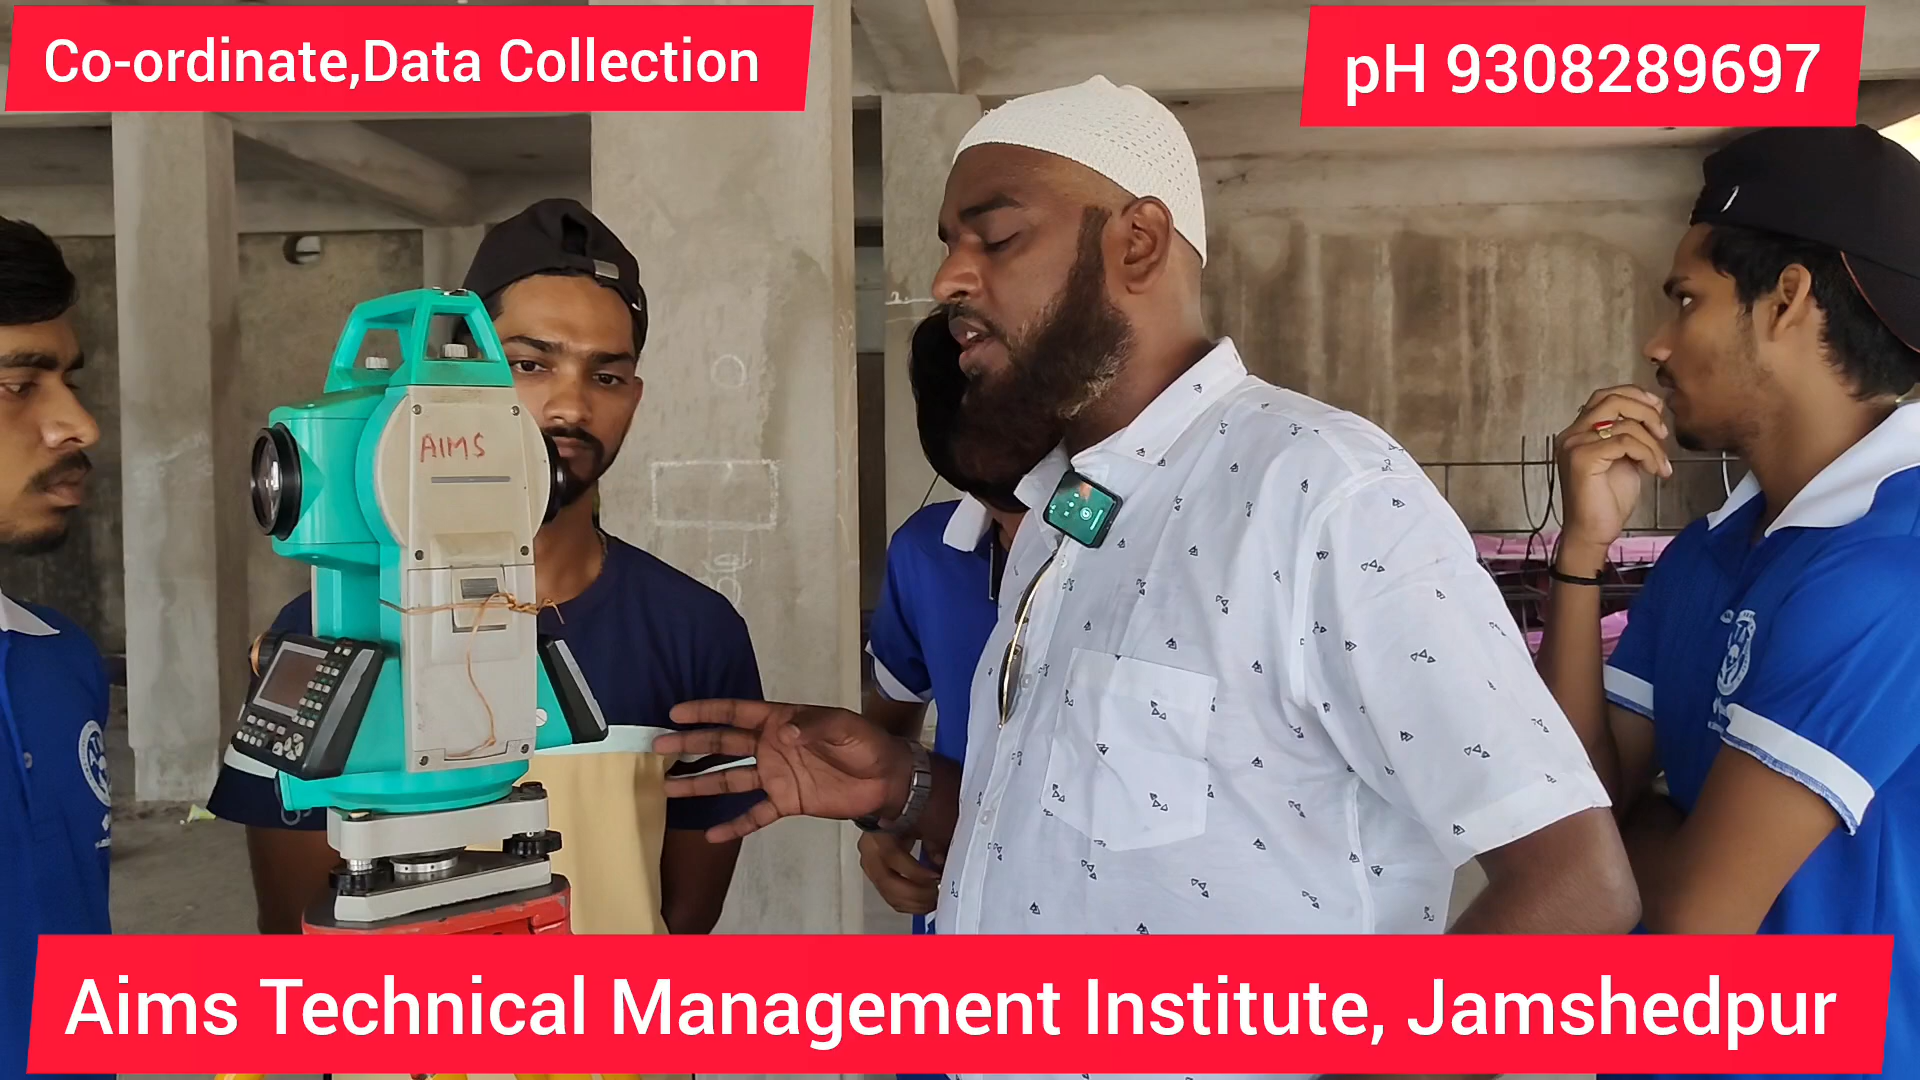 Co-ordinate,Data Collection
pH 9308289697
AIMS
Aims Technical Management Institute, Jamshedpur